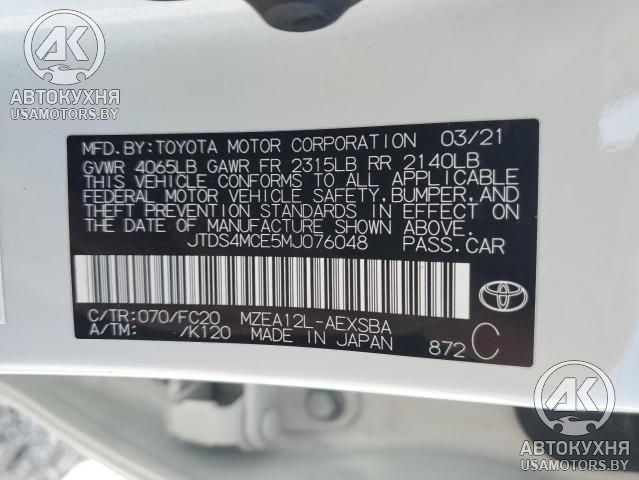 AK
АВТОКУХНЯ
USAMOTORS.BY
MFD.BY:TOYOTA MOTOR CORPORATION 03/21
GVWR 4065LB GAWR FR 2315LB RR 2140LB
THIS VEHICLE CONFORMS TO ALL APPLICABLE
FEDERAL MOTOR VEHICLE SAFETY,BUMPER,AND
THEFT PREVENTION STANDARDS IN EFFECT ON
THE DATE OF MANUFACTURE SHOWN ABOVE.
JTDS4MCE5MJ076048 PASS.CAR
C/TR:070/FC20 MZEA12L-AEXSBA
A/TM: /K120 MADE IN JAPAN 872 C
AK
АВТОКУХНЯ
USAMOTORS.BY